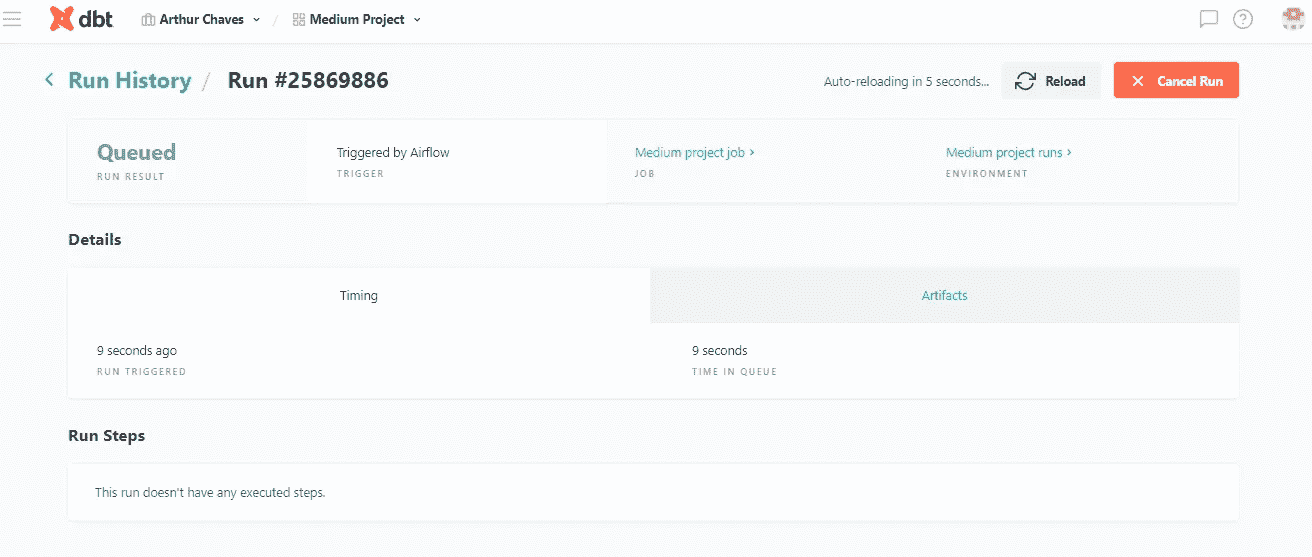 dbt Arthur Chaves / Medium Project
Run History / Run #25869886 Auto-reloading in 5 seconds... Reload Cancel Run
Queued Triggered by Airflow Medium project job > Medium project runs >
RUN RESULT TRIGGER JOB ENVIRONMENT
Details
Timing Artifacts
9 seconds ago 9 seconds
RUN TRIGGERED TIME IN QUEUE
Run Steps
This run doesn't have any executed steps.